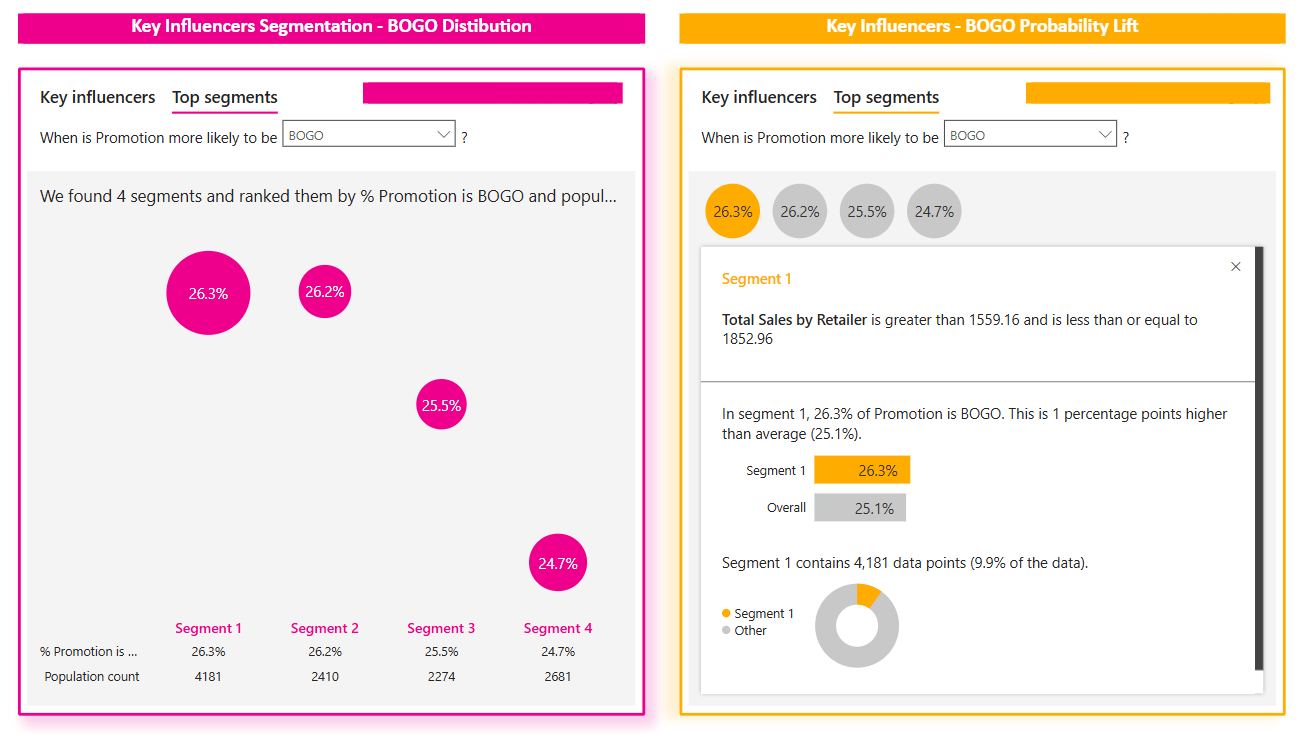 Key Influencers Segmentation - BOGO Distibution
Key influencers Top segments
When is Promotion more likely to be BOGO ?
We found 4 segments and ranked them by % Promotion is BOGO and popul...
26.3%
26.2%
25.5%
24.7%
Segment 1 Segment 2 Segment 3 Segment 4
% Promotion is ... 26.3% 26.2% 25.5% 24.7%
Population count 4181 2410 2274 2681
Key Influencers - BOGO Probability Lift
Key influencers Top segments
When is Promotion more likely to be BOGO ?
26.3% 26.2% 25.5% 24.7%
Segment 1
Total Sales by Retailer is greater than 1559.16 and is less than or equal to
1852.96
In segment 1, 26.3% of Promotion is BOGO. This is 1 percentage points higher
than average (25.1%).
Segment 1 26.3%
Overall 25.1%
Segment 1 contains 4,181 data points (9.9% of the data).
Segment 1
Other